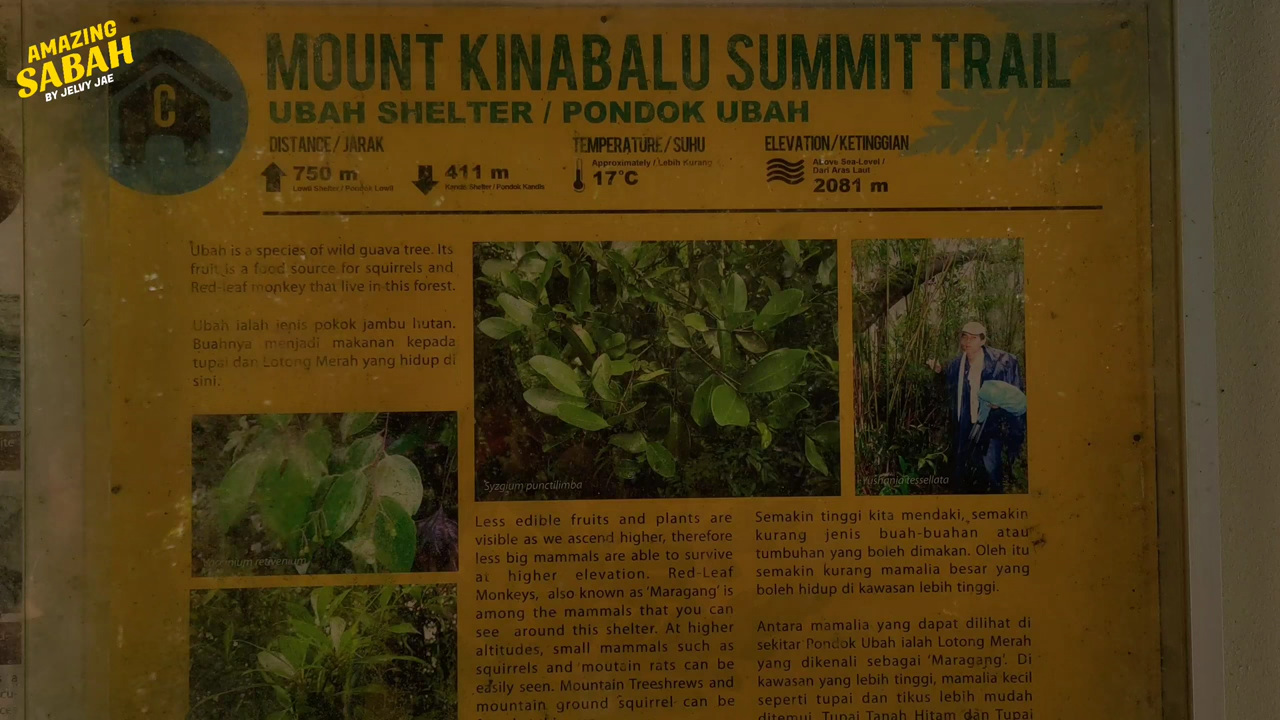 AMAZING
SABAH
BY JELVY JAE
C
MOUNT KINABALU SUMMIT TRAIL
UBAH SHELTER / PONDOK UBAH
DISTANCE / JARAK
750 m
411 m
TEMPERATURE / SUHU
Approximately / Lebih Kurang
17°C
ELEVATION / KETINGGIAN
Above Sea-Level /
Dari Aras Laut
2081 m
Ubah is a species of wild guava tree. Its
fruit is a food source for squirrels and
Red-leaf monkey that live in this forest.
Ubah ialah jenis pokok jambu hutan.
Buahnya menjadi makanan kepada
tupai dan Lotong Merah yang hidup di
sini.
Syzgium punctilimba
Yushania tessellata
Less edible fruits and plants are
visible as we ascend higher, therefore
less big mammals are able to survive
at higher elevation. Red-Leaf
Monkeys, also known as 'Maragang' is
among the mammals that you can
see around this shelter. At higher
altitudes, small mammals such as
squirrels and moutain rats can be
easily seen. Mountain Treeshrews and
mountain ground squirrel can be
Semakin tinggi kita mendaki, semakin
kurang jenis buah-buahan atau
tumbuhan yang boleh dimakan. Oleh itu
semakin kurang mamalia besar yang
boleh hidup di kawasan lebih tinggi.
Antara mamalia yang dapat dilihat di
sekitar Pondok Ubah ialah Lotong Merah
yang dikenali sebagai 'Maragang'. Di
kawasan yang lebih tinggi, mamalia kecil
seperti tupai dan tikus lebih mudah
ditemui. Tupai Tanah Hitam dan Tupai